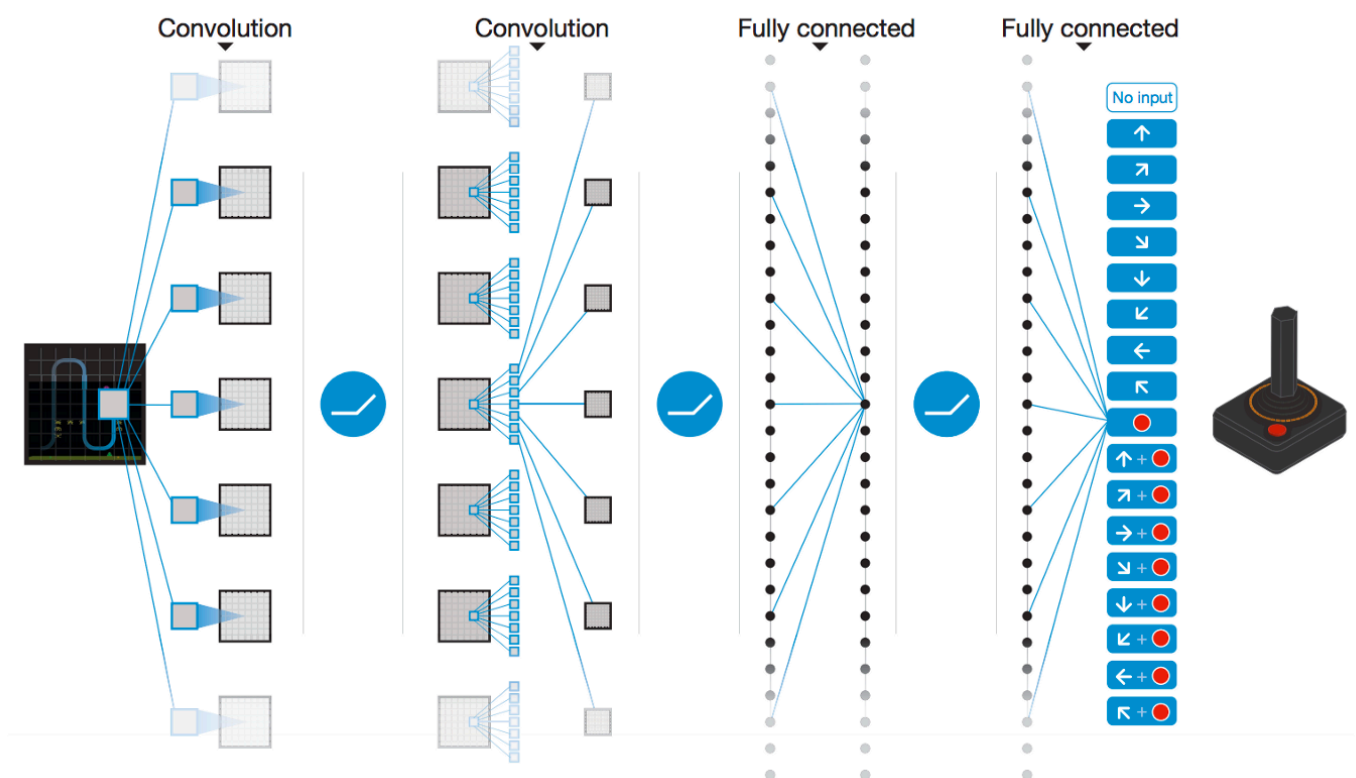 Convolution
Convolution
Fully connected
Fully connected
No input
+
+
+
+
+
+
+
+